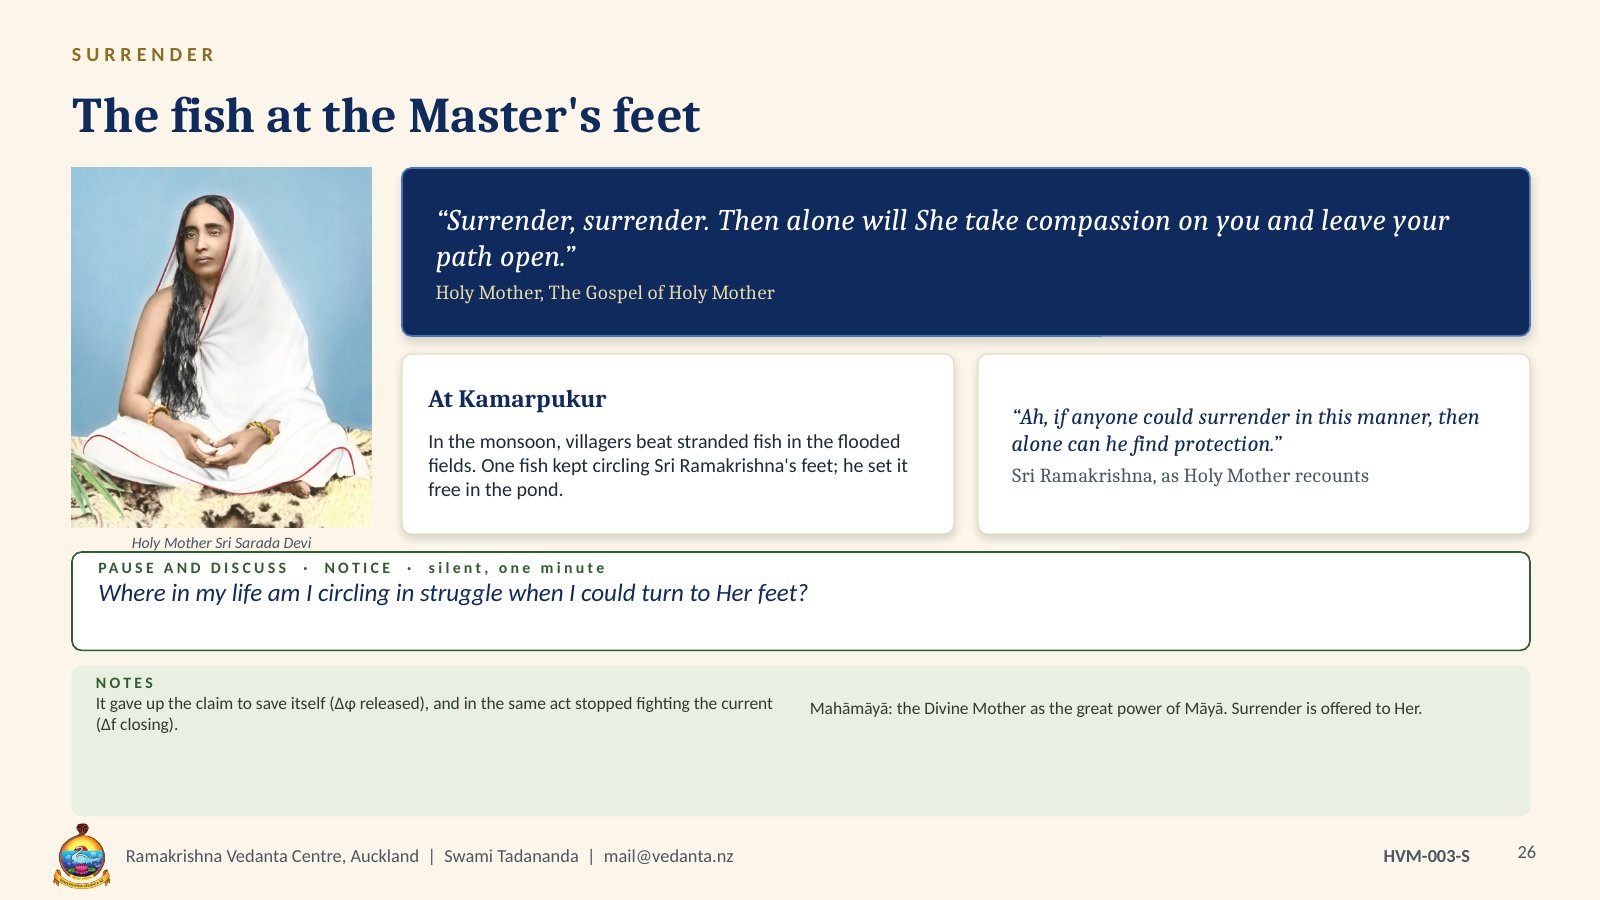 SURRENDER
The fish at the Master's feet
“Surrender, surrender. Then alone will She take compassion on you and leave your
path open.”
Holy Mother, The Gospel of Holy Mother
At Kamarpukur
In the monsoon, villagers beat stranded fish in the flooded
fields. One fish kept circling Sri Ramakrishna's feet; he set it
free in the pond.
“Ah, if anyone could surrender in this manner, then
alone can he find protection.”
Sri Ramakrishna, as Holy Mother recounts
Holy Mother Sri Sarada Devi
PAUSE AND DISCUSS · NOTICE · silent, one minute
Where in my life am I circling in struggle when I could turn to Her feet?
NOTES
It gave up the claim to save itself (Δφ released), and in the same act stopped fighting the current
(Δf closing).
Mahāmāyā: the Divine Mother as the great power of Māyā. Surrender is offered to Her.
Ramakrishna Vedanta Centre, Auckland | Swami Tadananda | mail@vedanta.nz
HVM-003-S
26